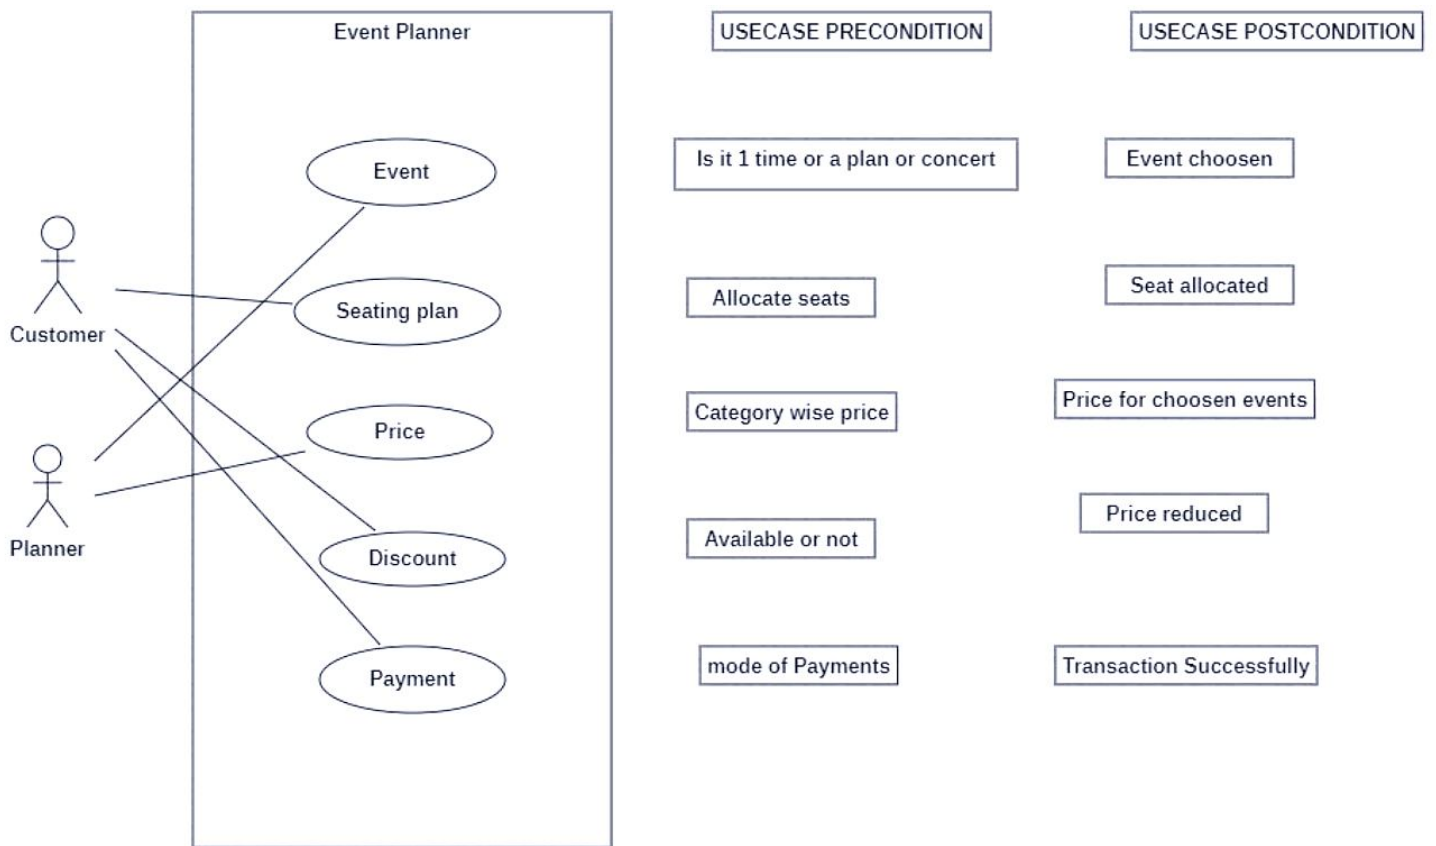 Event Planner
USECASE PRECONDITION
USECASE POSTCONDITION
Event
Is it 1 time or a plan or concert
Event choosen
Customer
Seating plan
Allocate seats
Seat allocated
Price
Category wise price
Price for choosen events
Planner
Discount
Available or not
Price reduced
Payment
mode of Payments
Transaction Successfully